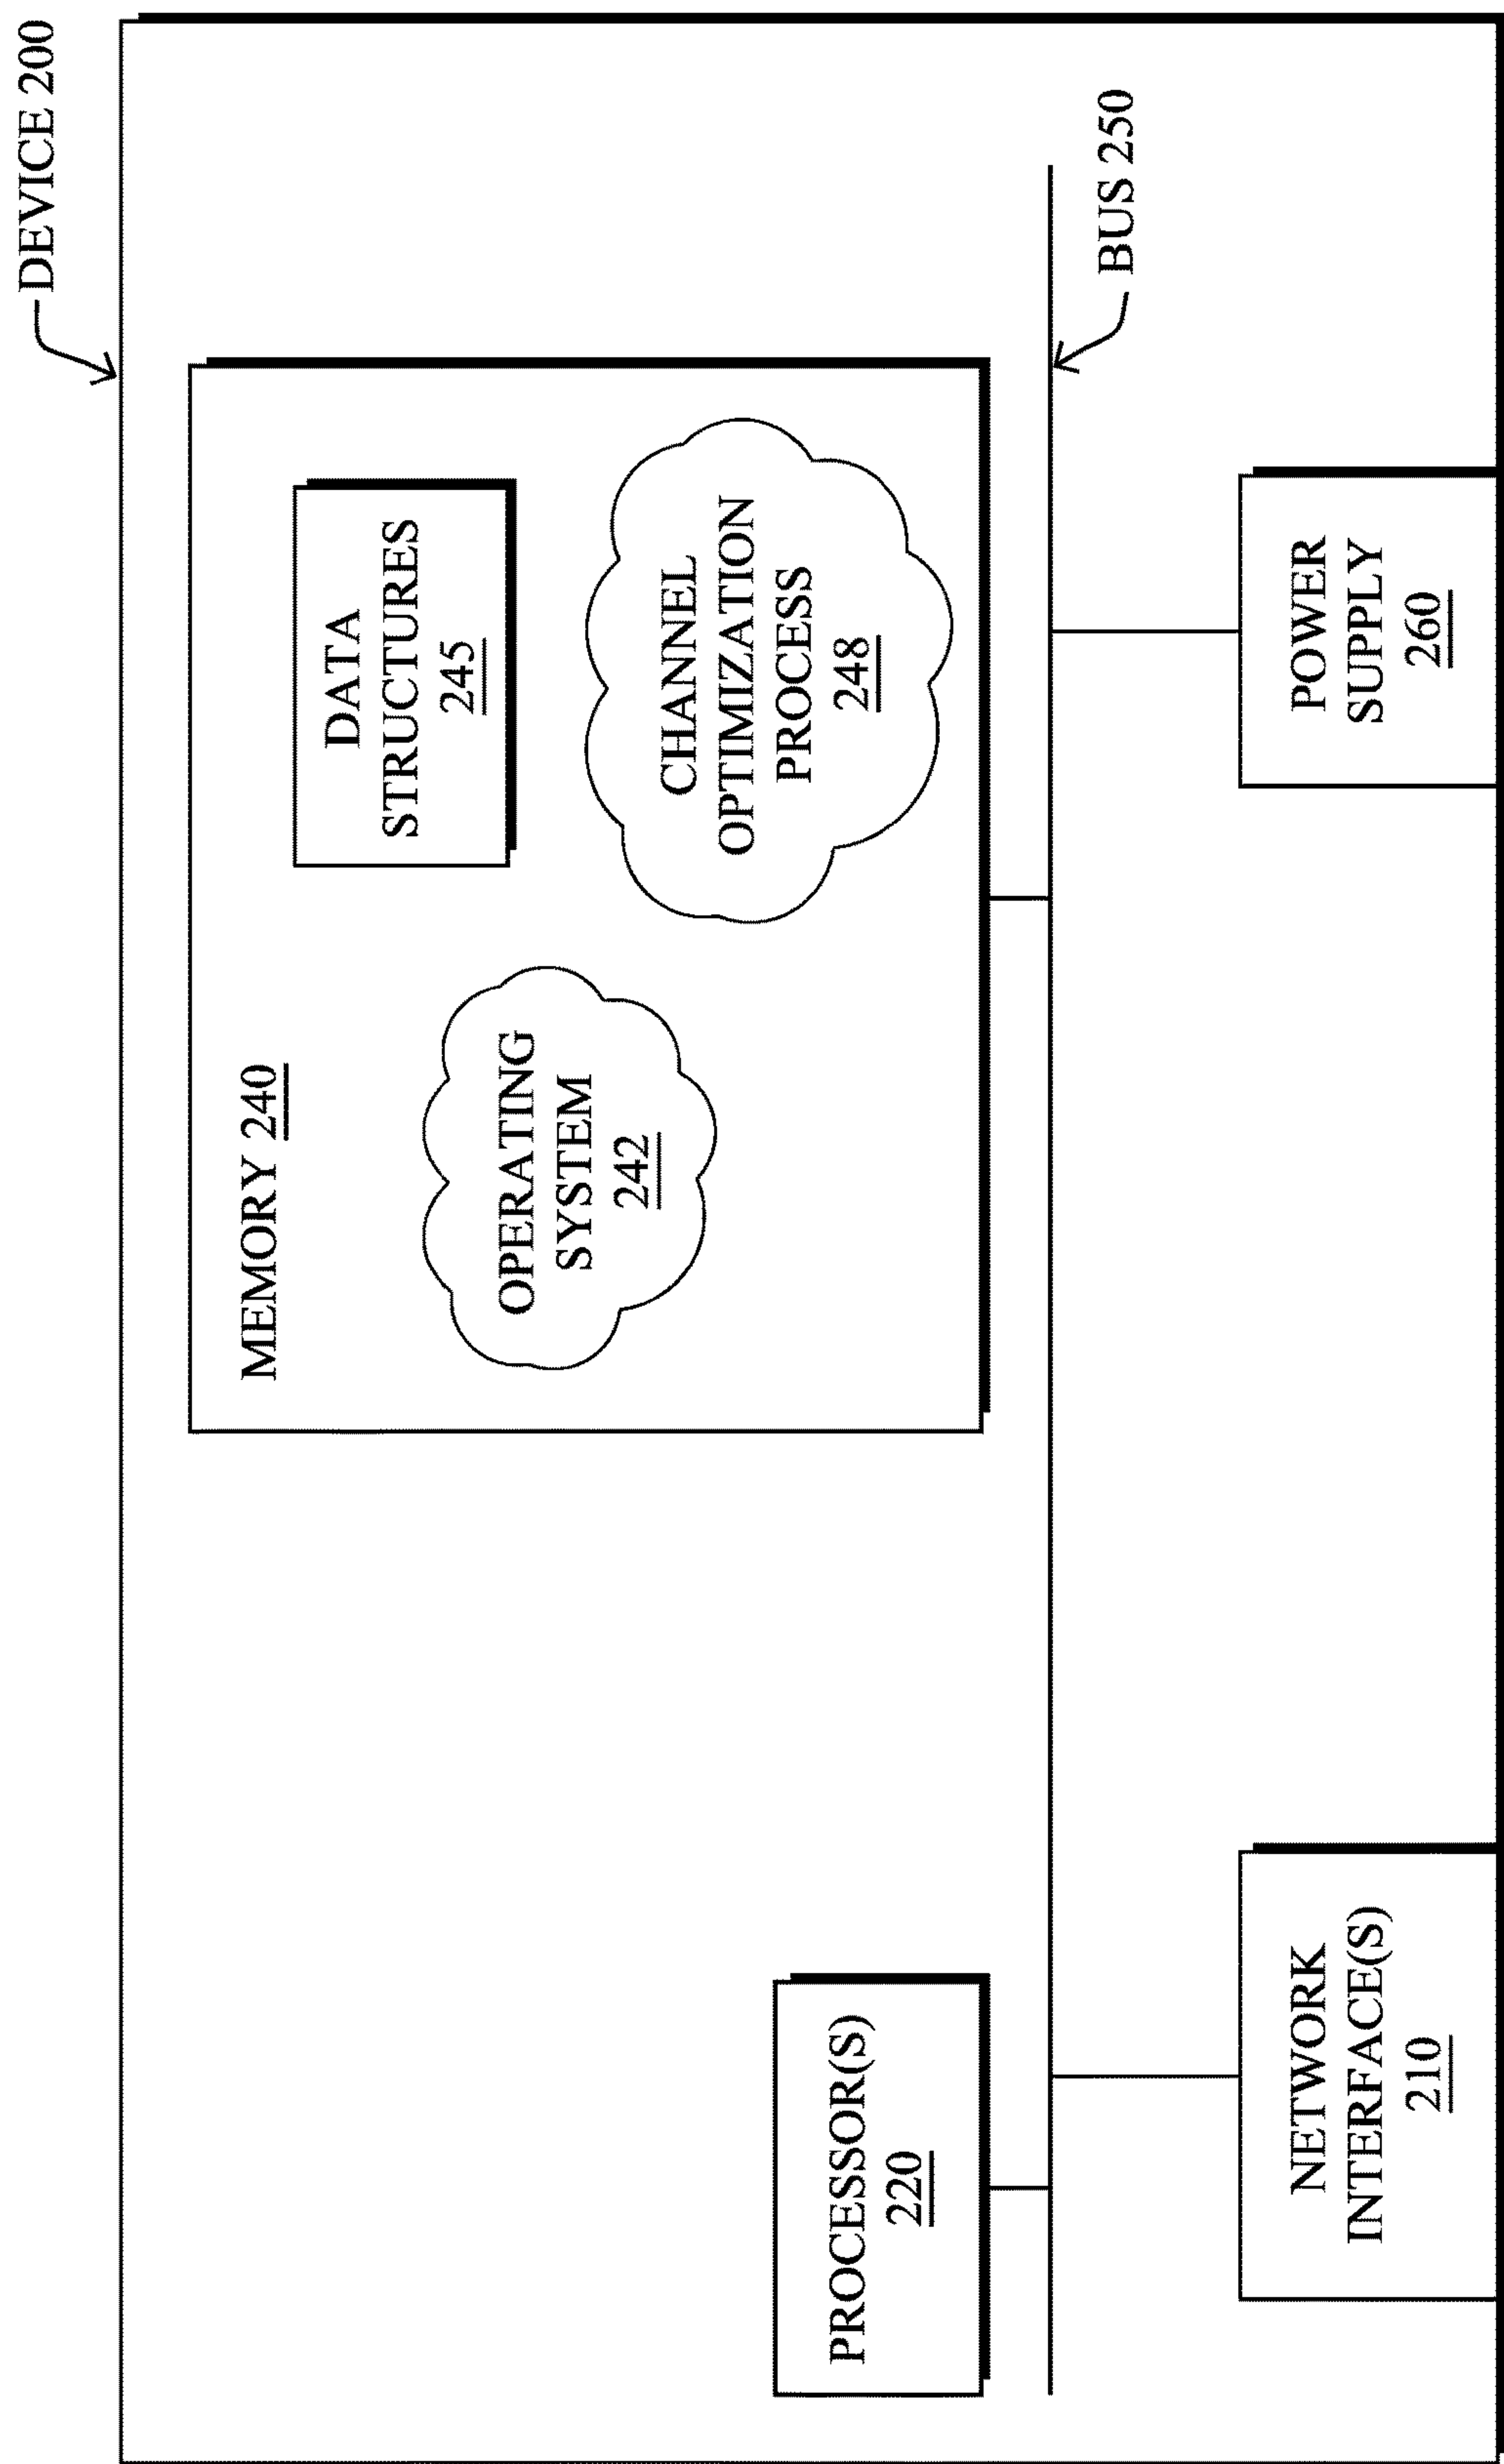 DEVICE 200
MEMORY 240
DATA
STRUCTURES
245
OPERATING
SYSTEM
242
CHANNEL
OPTIMIZATION
PROCESS
248
PROCESSOR(S)
220
BUS 250
NETWORK
INTERFACE(S)
210
POWER
SUPPLY
260